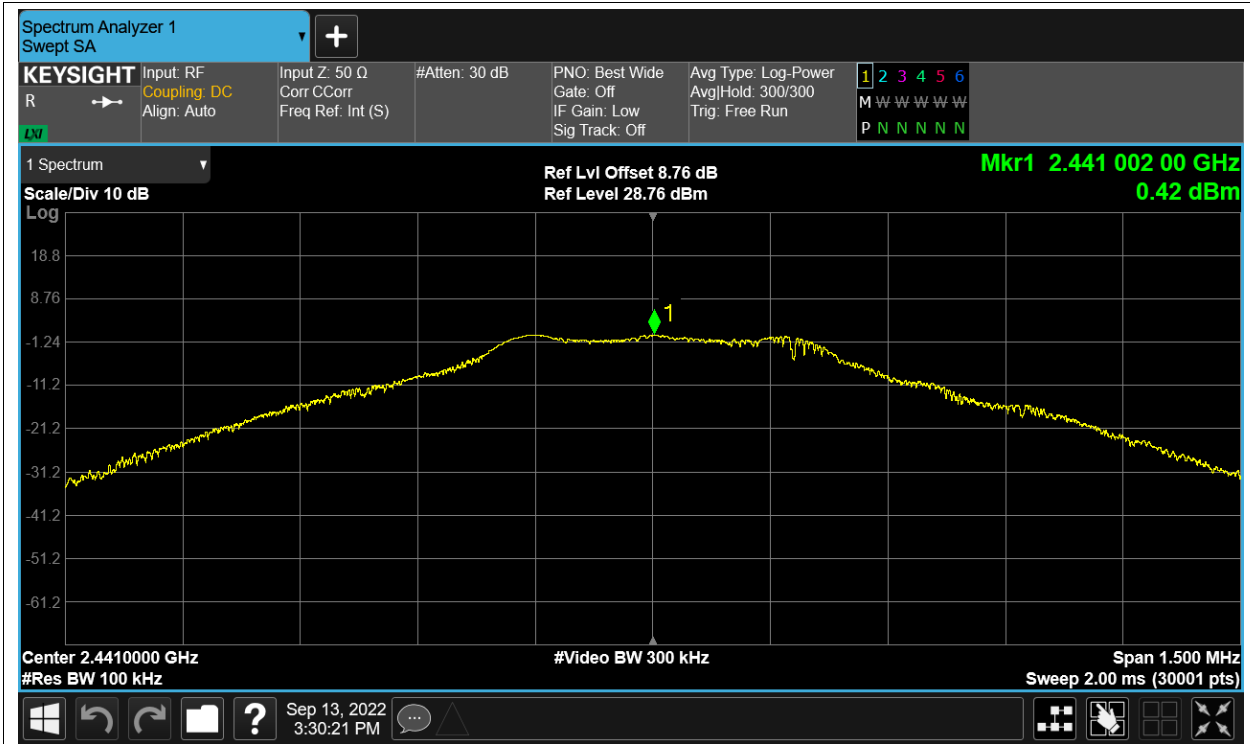 Spectrum Analyzer 1
Swept SA
KEYSIGHT
R
LXI
Input: RF
Coupling: DC
Align: Auto
Input Z: 50 Ω
Corr CCorr
Freq Ref: Int (S)
#Atten: 30 dB
PNO: Best Wide
Gate: Off
IF Gain: Low
Sig Track: Off
Avg Type: Log-Power
Avg|Hold: 300/300
Trig: Free Run
1 2 3 4 5 6
M W W W W W
P N N N N N
1 Spectrum
Scale/Div 10 dB
Log
Ref Lvl Offset 8.76 dB
Ref Level 28.76 dBm
Mkr1 2.441 002 00 GHz
0.42 dBm
18.8
8.76
1
-1.24
-11.2
-21.2
-31.2
-41.2
-51.2
-61.2
Center 2.4410000 GHz
#Video BW 300 kHz
Span 1.500 MHz
#Res BW 100 kHz
Sweep 2.00 ms (30001 pts)
?
Sep 13, 2022
3:30:21 PM